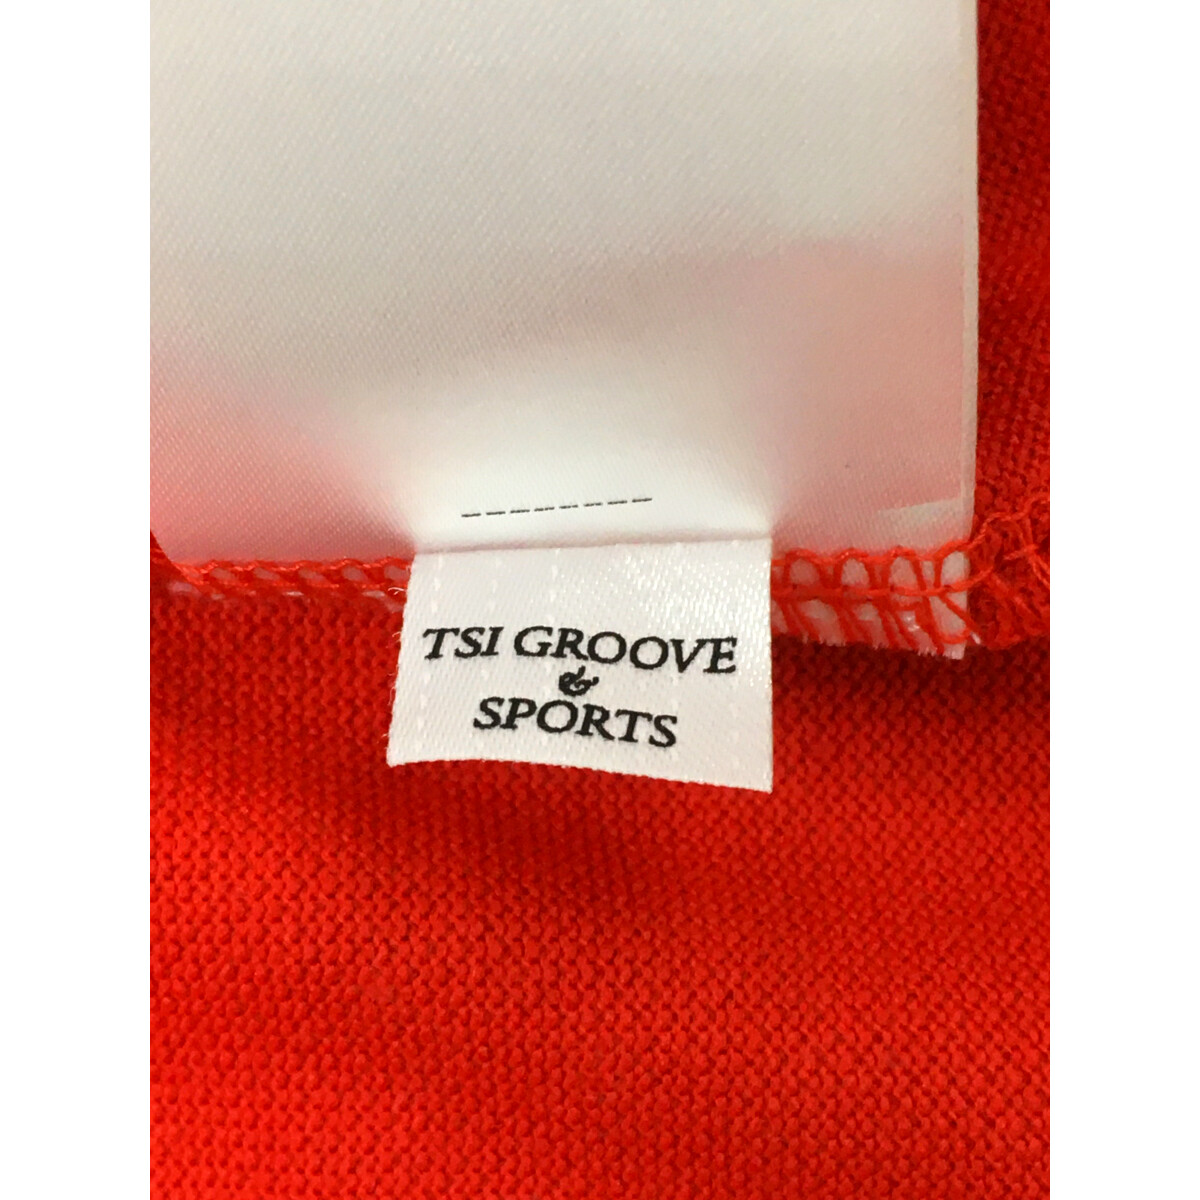 ---------
TSI GROOVE
&
SPORTS